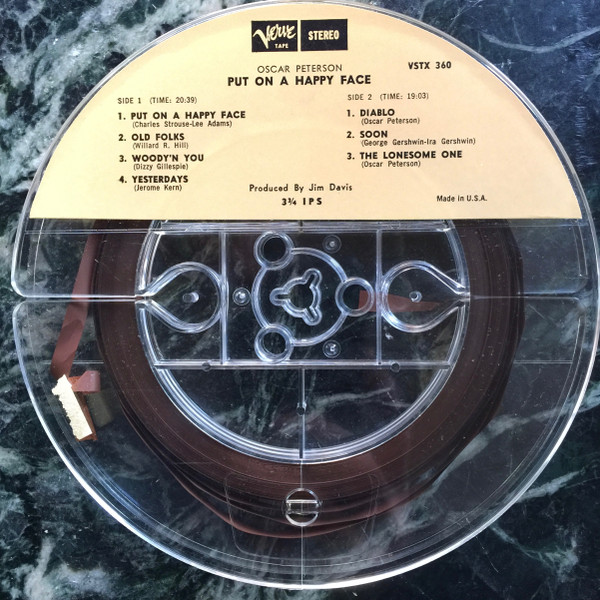 Verve STEREO
TAPE
OSCAR PETERSON
VSTX 360
PUT ON A HAPPY FACE
SIDE 1 (TIME: 20:39)
1. PUT ON A HAPPY FACE
(Charles Strouse-Lee Adams)
2. OLD FOLKS
(Willard R. Hill)
3. WOODY'N YOU
(Dizzy Gillespie)
4. YESTERDAYS
(Jerome Kern)
SIDE 2 (TIME: 19:03)
1. DIABLO
(Oscar Peterson)
2. SOON
(George Gershwin-Ira Gershwin)
3. THE LONESOME ONE
(Oscar Peterson)
Produced By Jim Davis
3¾ IPS
Made in U.S.A.